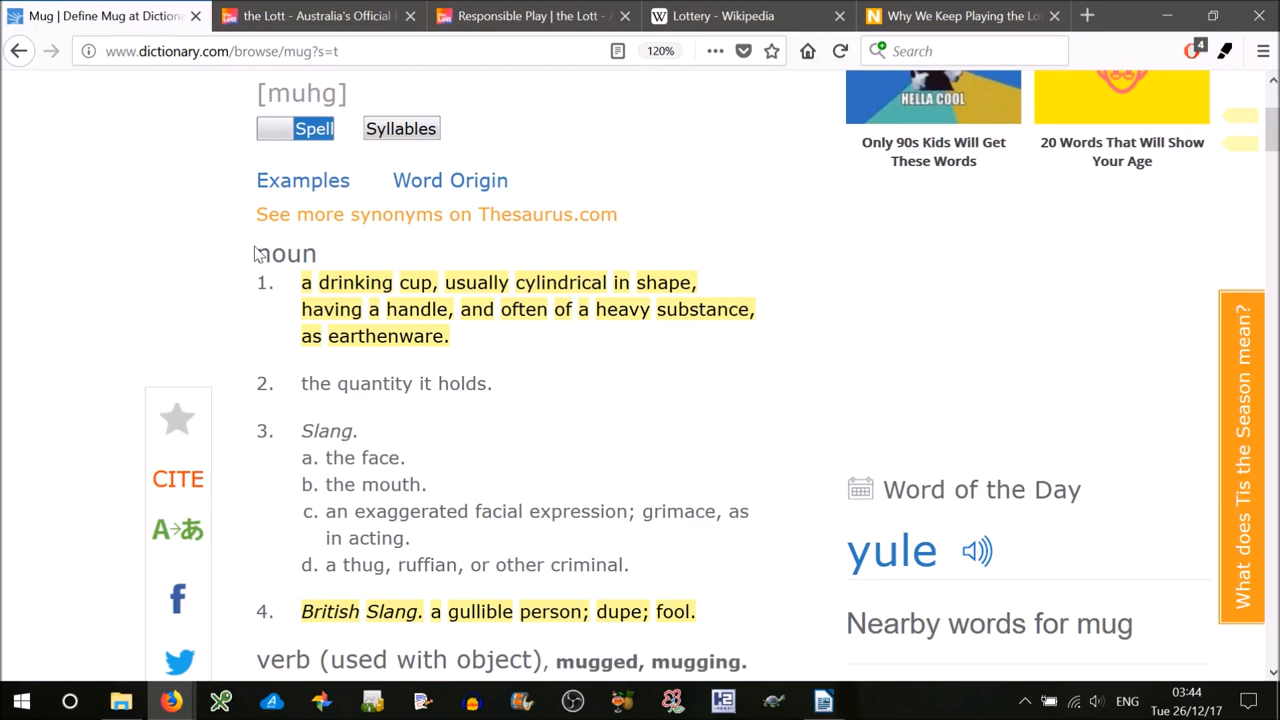 Mug | Define Mug at Dictiona
the Lott - Australia's Official
Responsible Play | the Lott - A
Lottery - Wikipedia
Why We Keep Playing the Lo
www.dictionary.com/browse/mug?s=t
120%
Search
4
[muhg]
Spell
Syllables
Examples
Word Origin
See more synonyms on Thesaurus.com
noun
1. a drinking cup, usually cylindrical in shape,
having a handle, and often of a heavy substance,
as earthenware.
2. the quantity it holds.
3. Slang.
a. the face.
b. the mouth.
c. an exaggerated facial expression; grimace, as
in acting.
d. a thug, ruffian, or other criminal.
4. British Slang. a gullible person; dupe; fool.
verb (used with object), mugged, mugging.
CITE
A→あ
HELLA COOL
Only 90s Kids Will Get
These Words
20 Words That Will Show
Your Age
Word of the Day
yule
Nearby words for mug
What does Tis the Season mean?
ENG
03:44
Tue 26/12/17